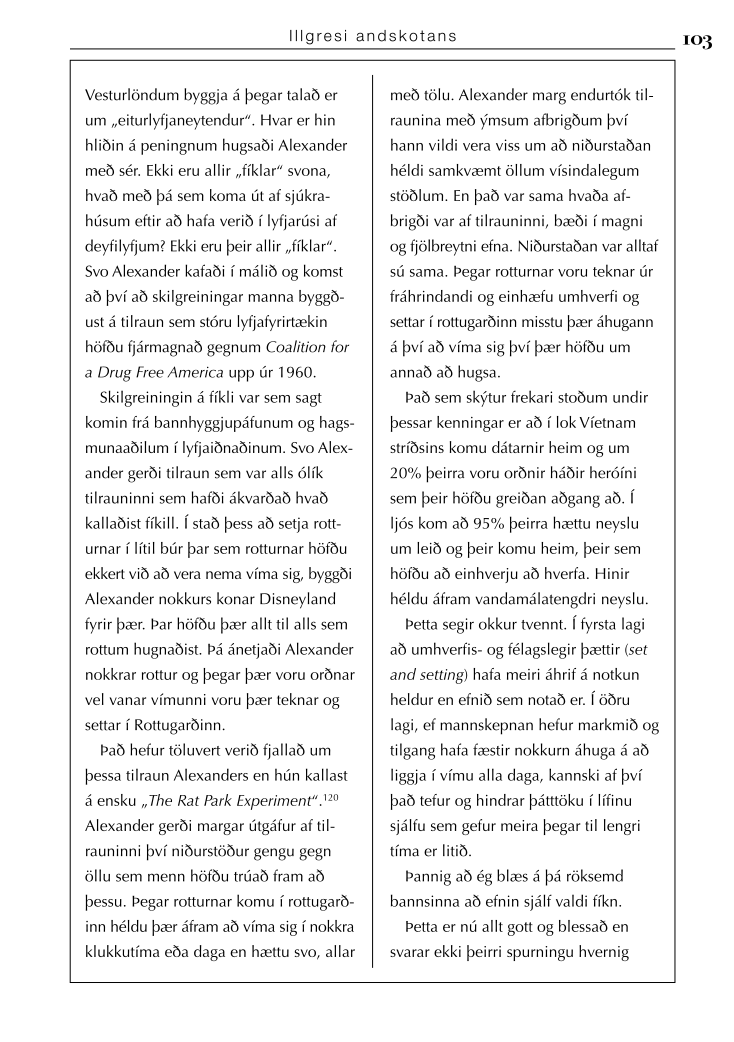 Illgresi andskotans
103
Vesturlöndum byggja á þegar talað er
um „eiturlyfjaneytendur“. Hvar er hin
hliðin á peningnum hugsaði Alexander
með sér. Ekki eru allir „fíklar“ svona,
hvað með þá sem koma út af sjúkra-
húsum eftir að hafa verið í lyfjarúsi af
deyfilyfjum? Ekki eru þeir allir „fíklar“.
Svo Alexander kafaði í málið og komst
að því að skilgreiningar manna byggð-
ust á tilraun sem stóru lyfjafyrirtækin
höfðu fjármagnað gegnum Coalition for
a Drug Free America upp úr 1960.
Skilgreiningin á fíkli var sem sagt
komin frá bannhyggjupáfunum og hags-
munaaðilum í lyfjaiðnaðinum. Svo Alex-
ander gerði tilraun sem var alls ólík
tilrauninni sem hafði ákvarðað hvað
kallaðist fíkill. Í stað þess að setja rott-
urnar í lítil búr þar sem rotturnar höfðu
ekkert við að vera nema víma sig, byggði
Alexander nokkurs konar Disneyland
fyrir þær. Þar höfðu þær allt til alls sem
rottum hugnaðist. Þá ánetjaði Alexander
nokkrar rottur og þegar þær voru orðnar
vel vanar vímunni voru þær teknar og
settar í Rottugarðinn.
Það hefur töluvert verið fjallað um
þessa tilraun Alexanders en hún kallast
á ensku „The Rat Park Experiment“.120
Alexander gerði margar útgáfur af til-
rauninni því niðurstöður gengu gegn
öllu sem menn höfðu trúað fram að
þessu. Þegar rotturnar komu í rottugarð-
inn héldu þær áfram að víma sig í nokkra
klukkutíma eða daga en hættu svo, allar
með tölu. Alexander marg endurtók til-
raunina með ýmsum afbrigðum því
hann vildi vera viss um að niðurstaðan
héldi samkvæmt öllum vísindalegum
stöðlum. En það var sama hvaða af-
brigði var af tilrauninni, bæði í magni
og fjölbreytni efna. Niðurstaðan var alltaf
sú sama. Þegar rotturnar voru teknar úr
fráhrindandi og einhæfu umhverfi og
settar í rottugarðinn misstu þær áhugann
á því að víma sig því þær höfðu um
annað að hugsa.
Það sem skýtur frekari stoðum undir
þessar kenningar er að í lok Víetnam
stríðsins komu dátarnir heim og um
20% þeirra voru orðnir háðir heróíni
sem þeir höfðu greiðan aðgang að. Í
ljós kom að 95% þeirra hættu neyslu
um leið og þeir komu heim, þeir sem
höfðu að einhverju að hverfa. Hinir
héldu áfram vandamálatengdri neyslu.
Þetta segir okkur tvennt. Í fyrsta lagi
að umhverfis- og félagslegir þættir (set
and setting) hafa meiri áhrif á notkun
heldur en efnið sem notað er. Í öðru
lagi, ef mannskepnan hefur markmið og
tilgang hafa fæstir nokkurn áhuga á að
liggja í vímu alla daga, kannski af því
það tefur og hindrar þátttöku í lífinu
sjálfu sem gefur meira þegar til lengri
tíma er litið.
Þannig að ég blæs á þá röksemd
bannsinna að efnin sjálf valdi fíkn.
Þetta er nú allt gott og blessað en
svarar ekki þeirri spurningu hvernig